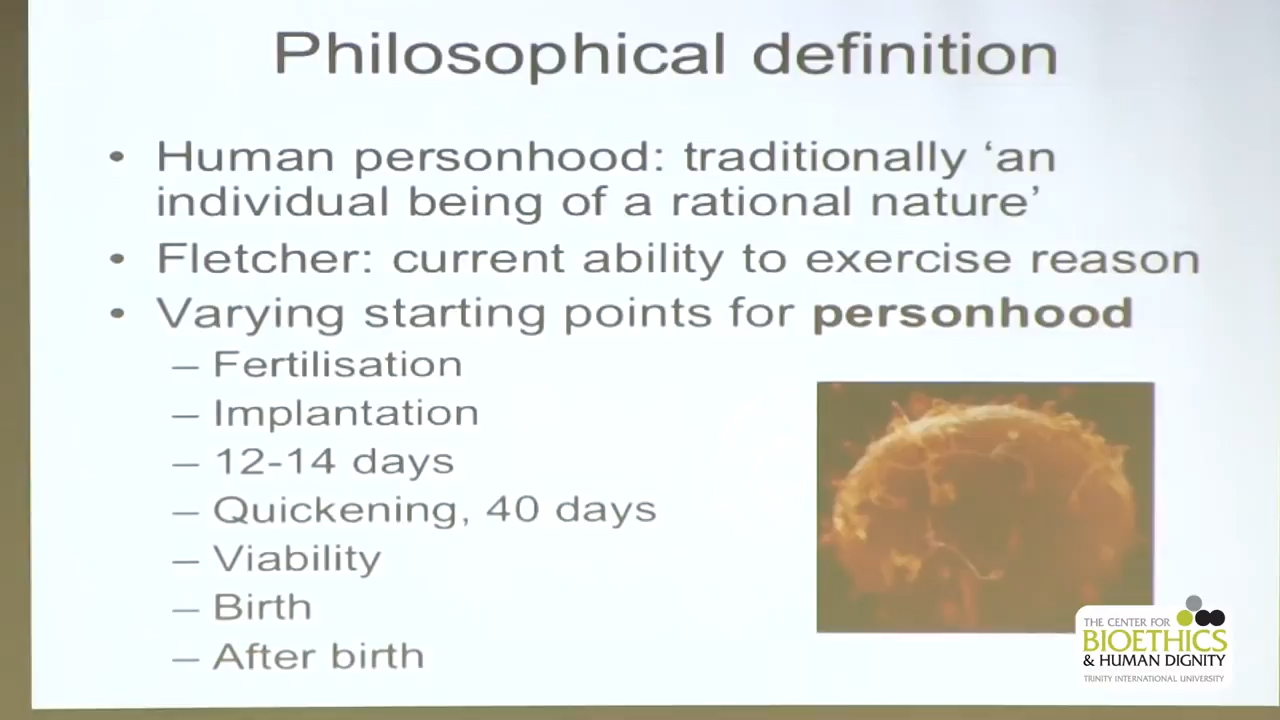 Philosophical definition
• Human personhood: traditionally ‘an
individual being of a rational nature’
• Fletcher: current ability to exercise reason
• Varying starting points for personhood
– Fertilisation
– Implantation
– 12-14 days
– Quickening, 40 days
– Viability
– Birth
– After birth
THE CENTER FOR
BIOETHICS
& HUMAN DIGNITY
TRINITY INTERNATIONAL UNIVERSITY